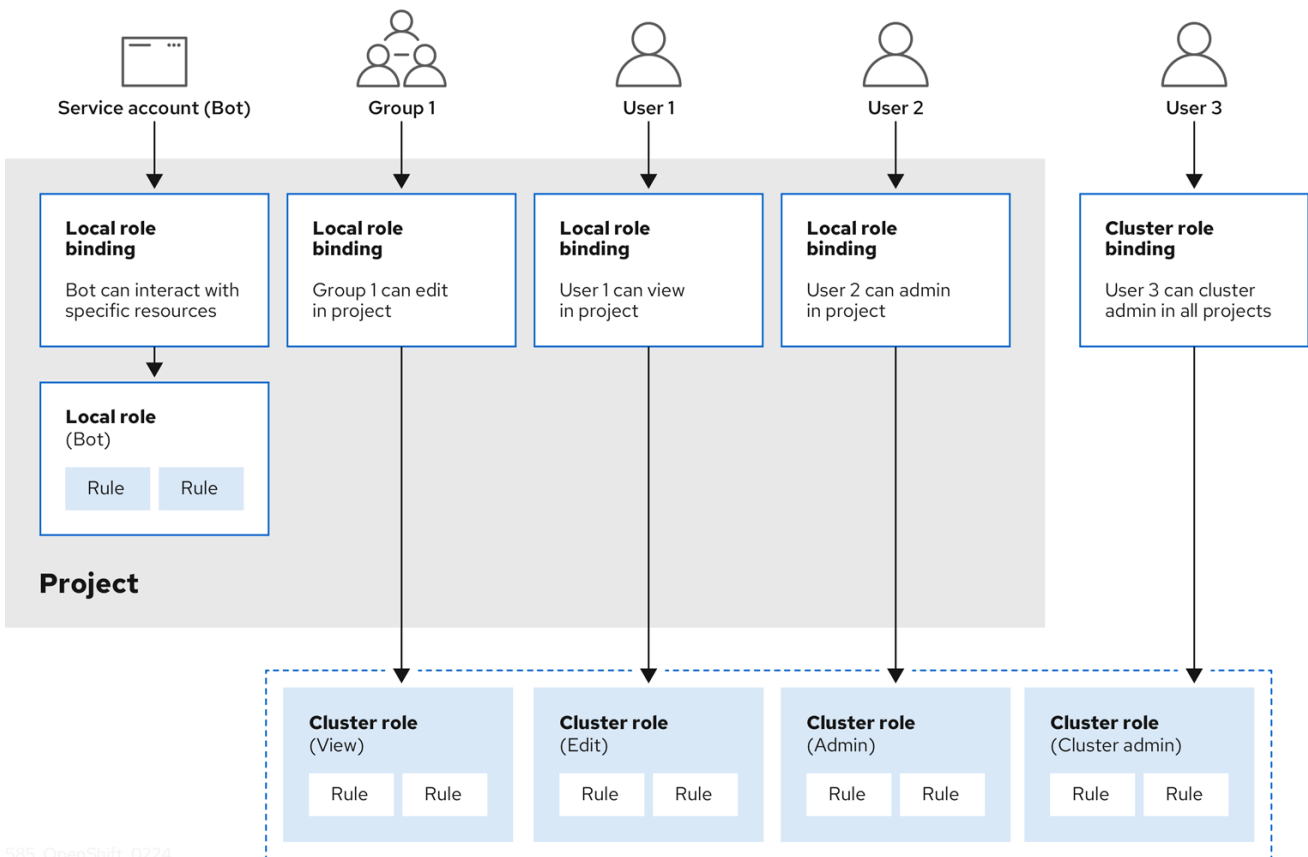 Service account (Bot)
Group 1
User 1
User 2
User 3
Local role
binding
Bot can interact with
specific resources
Local role
binding
Group 1 can edit
in project
Local role
binding
User 1 can view
in project
Local role
binding
User 2 can admin
in project
Cluster role
binding
User 3 can cluster
admin in all projects
Local role
(Bot)
Rule
Rule
Project
Cluster role
(View)
Rule
Rule
Cluster role
(Edit)
Rule
Rule
Cluster role
(Admin)
Rule
Rule
Cluster role
(Cluster admin)
Rule
Rule
585_OpenShift_0224